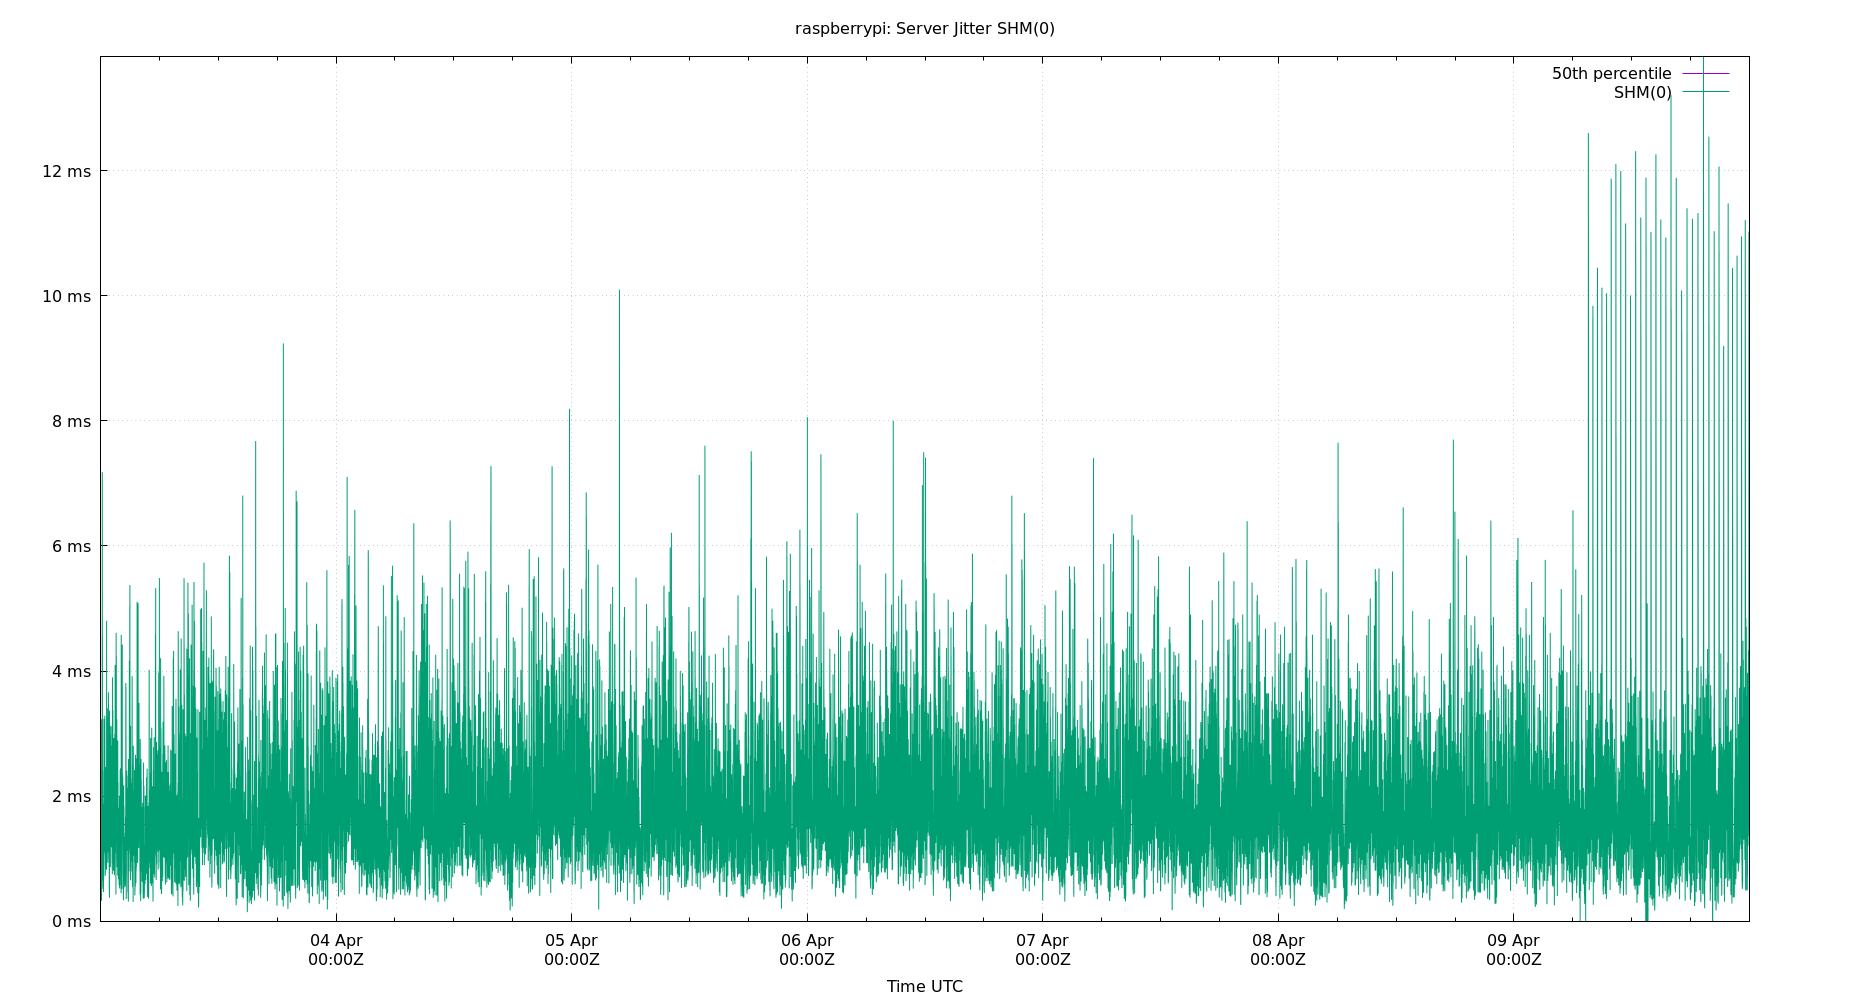 raspberrypi: Server Jitter SHM(0)
50th percentile
SHM(0)
12 ms
10 ms
8 ms
6 ms
4 ms
2 ms
0 ms
04 Apr 05 Apr 06 Apr 07 Apr 08 Apr 09 Apr
00:00Z 00:00Z 00:00Z 00:00Z 00:00Z 00:00Z
Time UTC